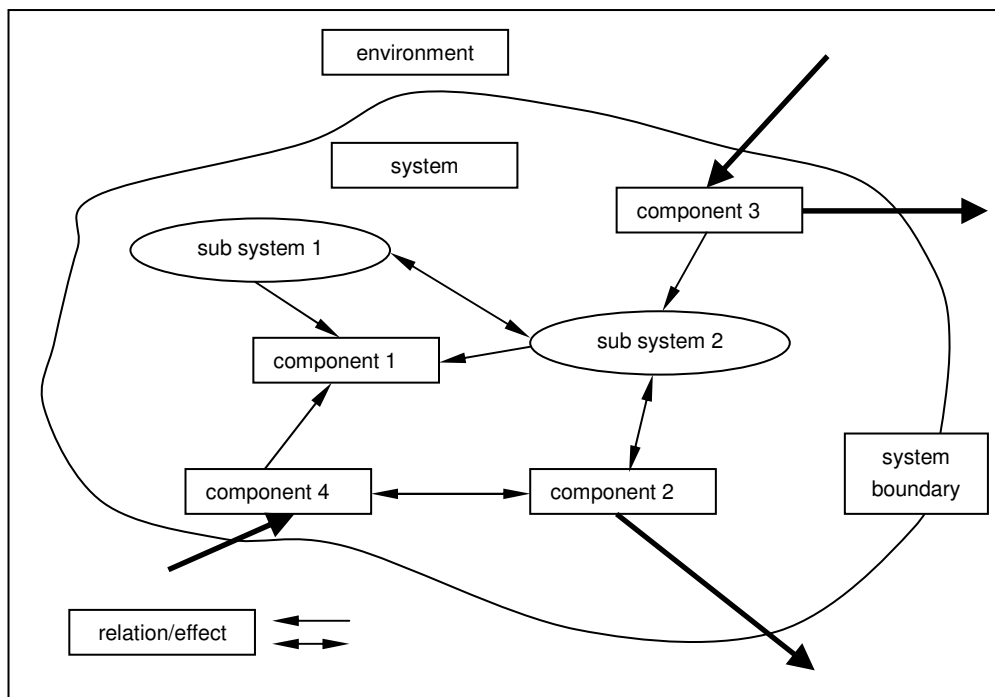 environment
system
component 3
sub system 1
sub system 2
component 1
component 4
component 2
system
boundary
relation/effect